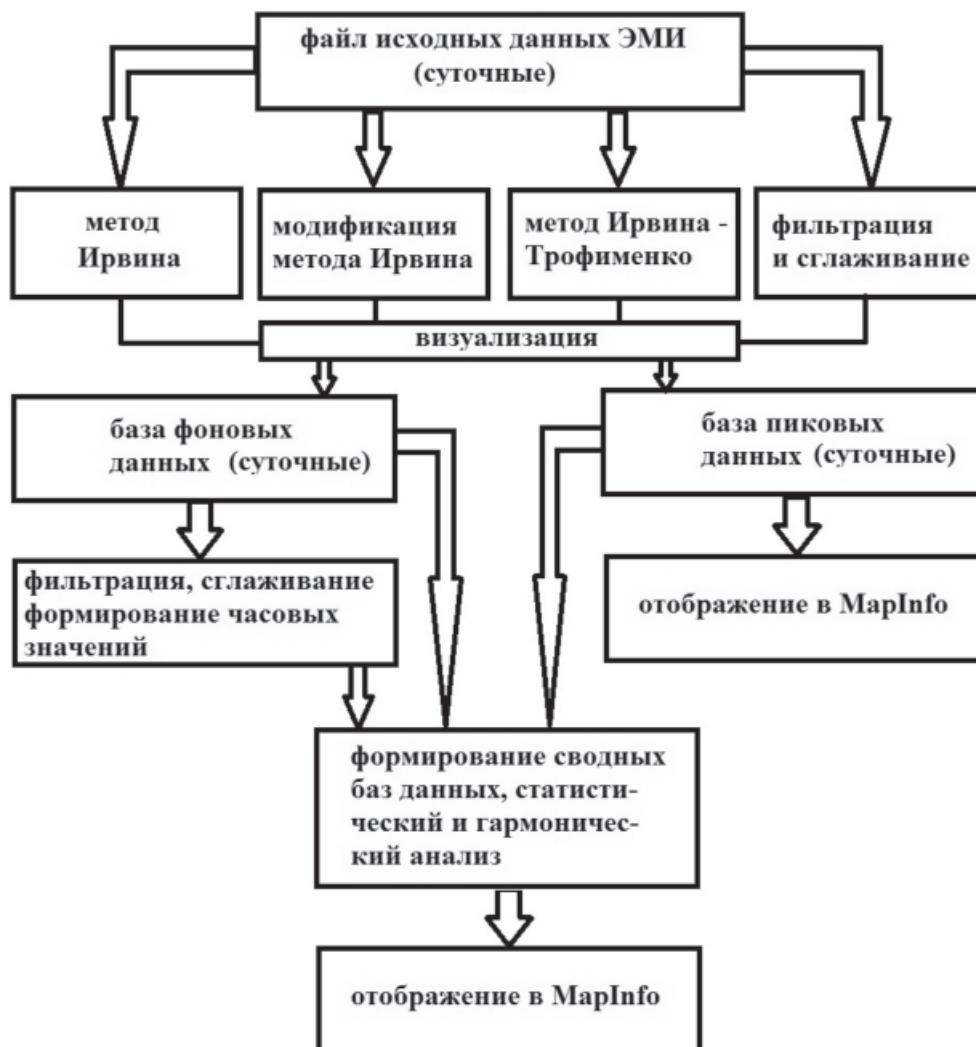 файл исходных данных ЭМИ
(суточные)
метод
Ирвина
модификация
метода Ирвина
метод Ирвина -
Трофименко
фильтрация
и сглаживание
визуализация
база фоновых
данных (суточные)
база пиковых
данных (суточные)
фильтрация, сглаживание
формирование часовых
значений
отображение в MapInfo
формирование сводных
баз данных, статисти-
ческий и гармоничес-
кий анализ
отображение в MapInfo